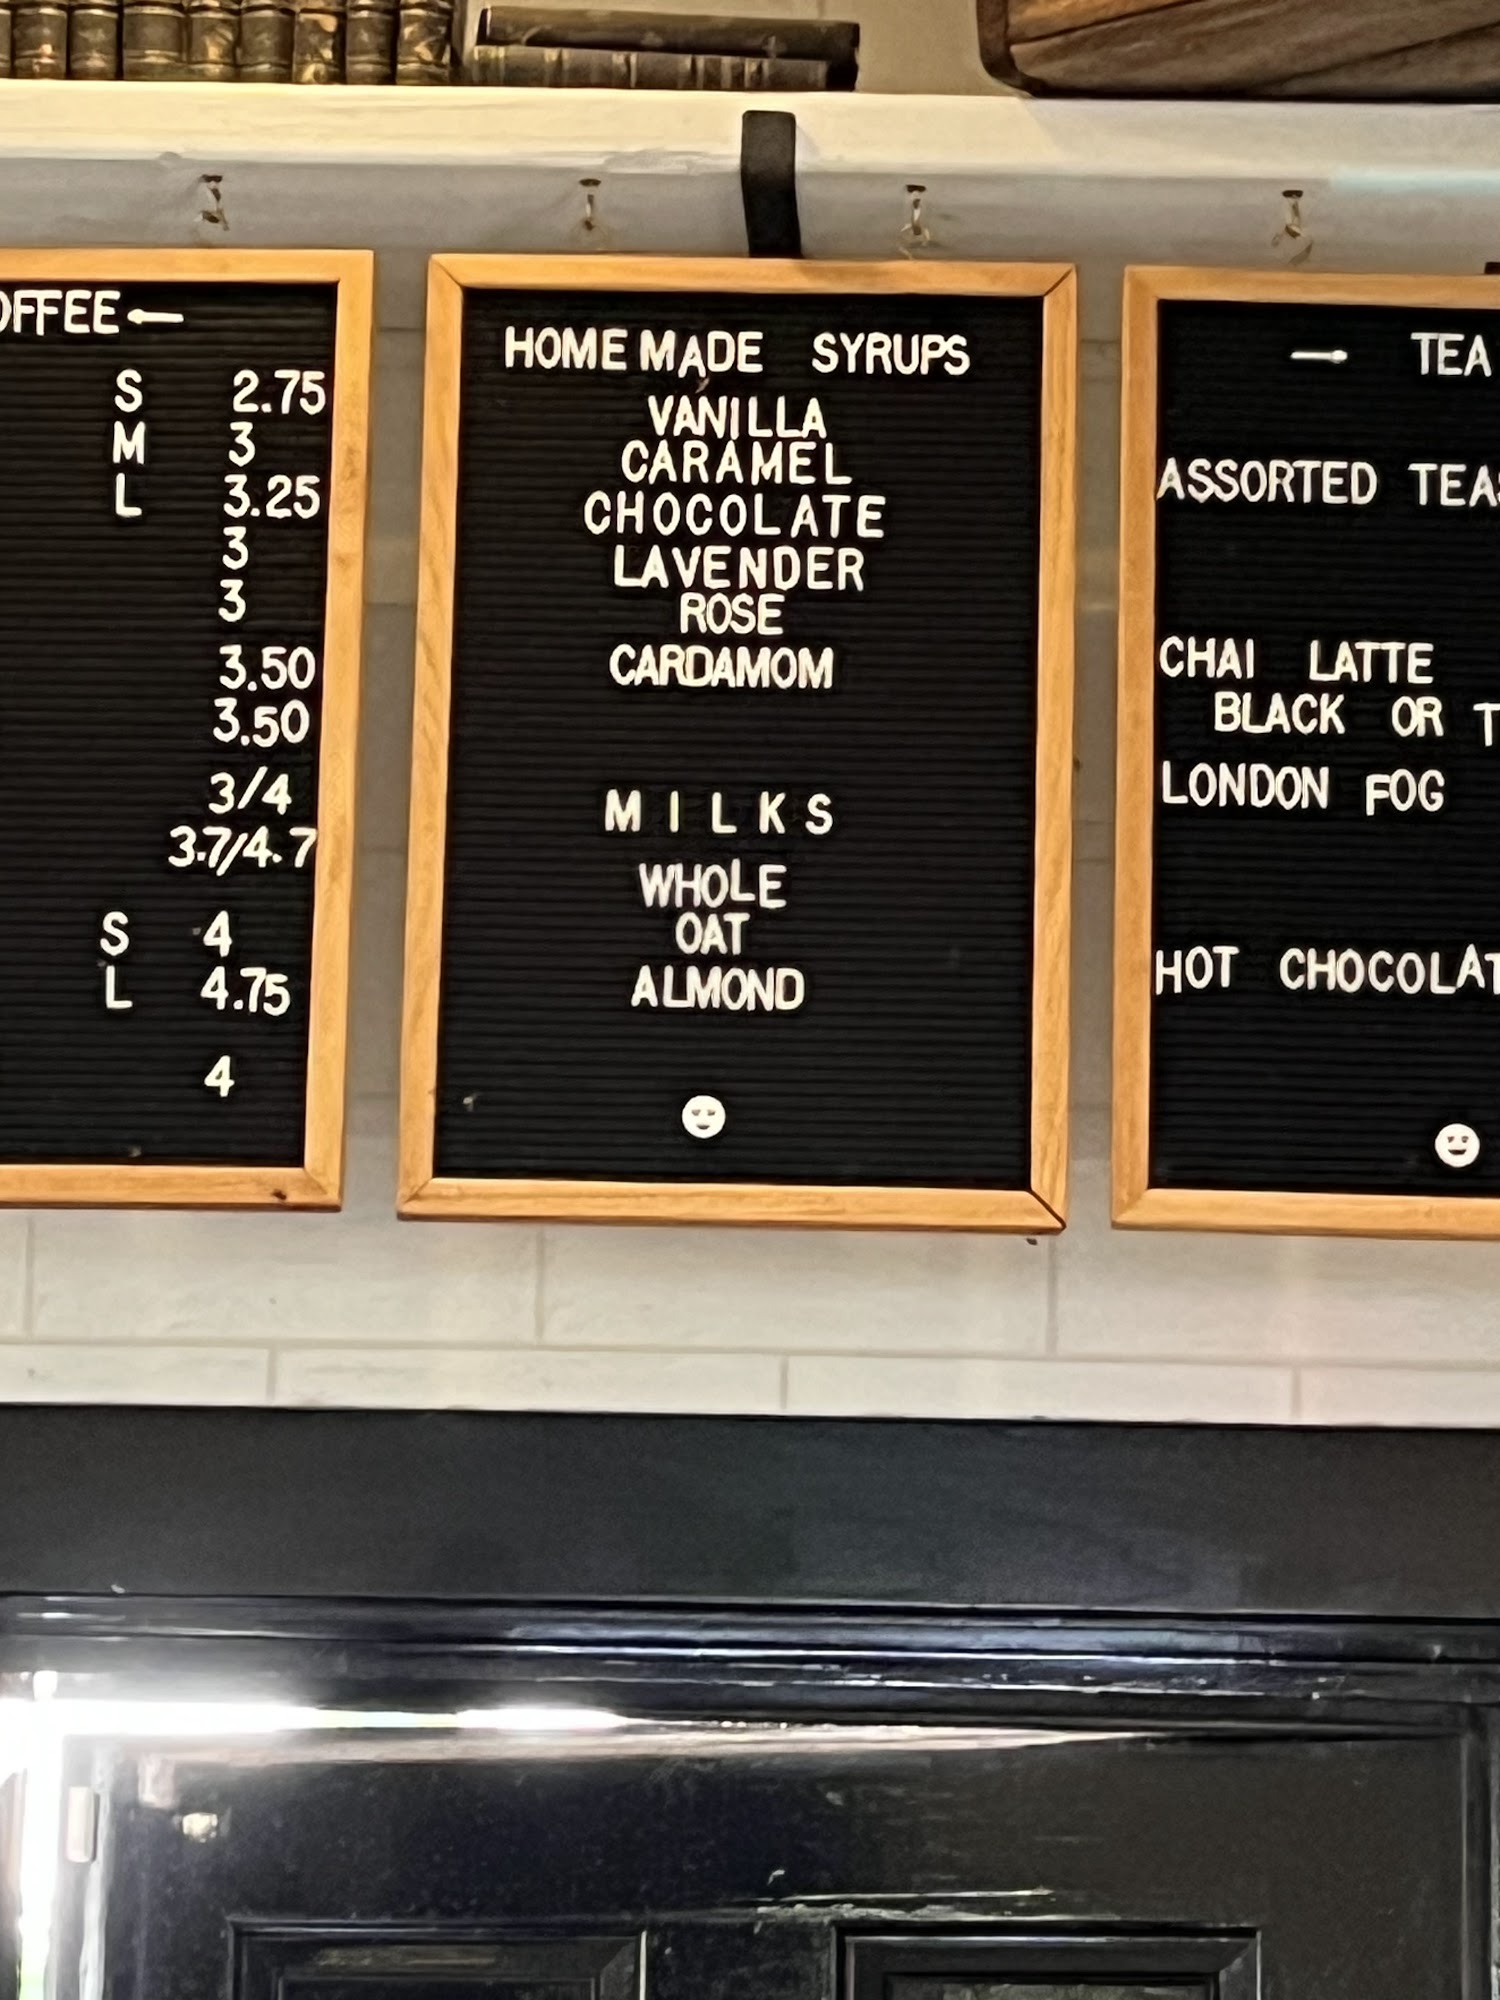 OFFEE
S 2.75
M 3
L 3.25
3
3
3.50
3.50
3/4
3.7/4.7
S 4
L 4.75
4
HOMEMADE SYRUPS
VANILLA
CARAMEL
CHOCOLATE
LAVENDER
ROSE
CARDAMOM
MILKS
WHOLE
OAT
ALMOND
TEA
ASSORTED TEAS
CHAI LATTE
BLACK OR T
LONDON FOG
HOT CHOCOLAT